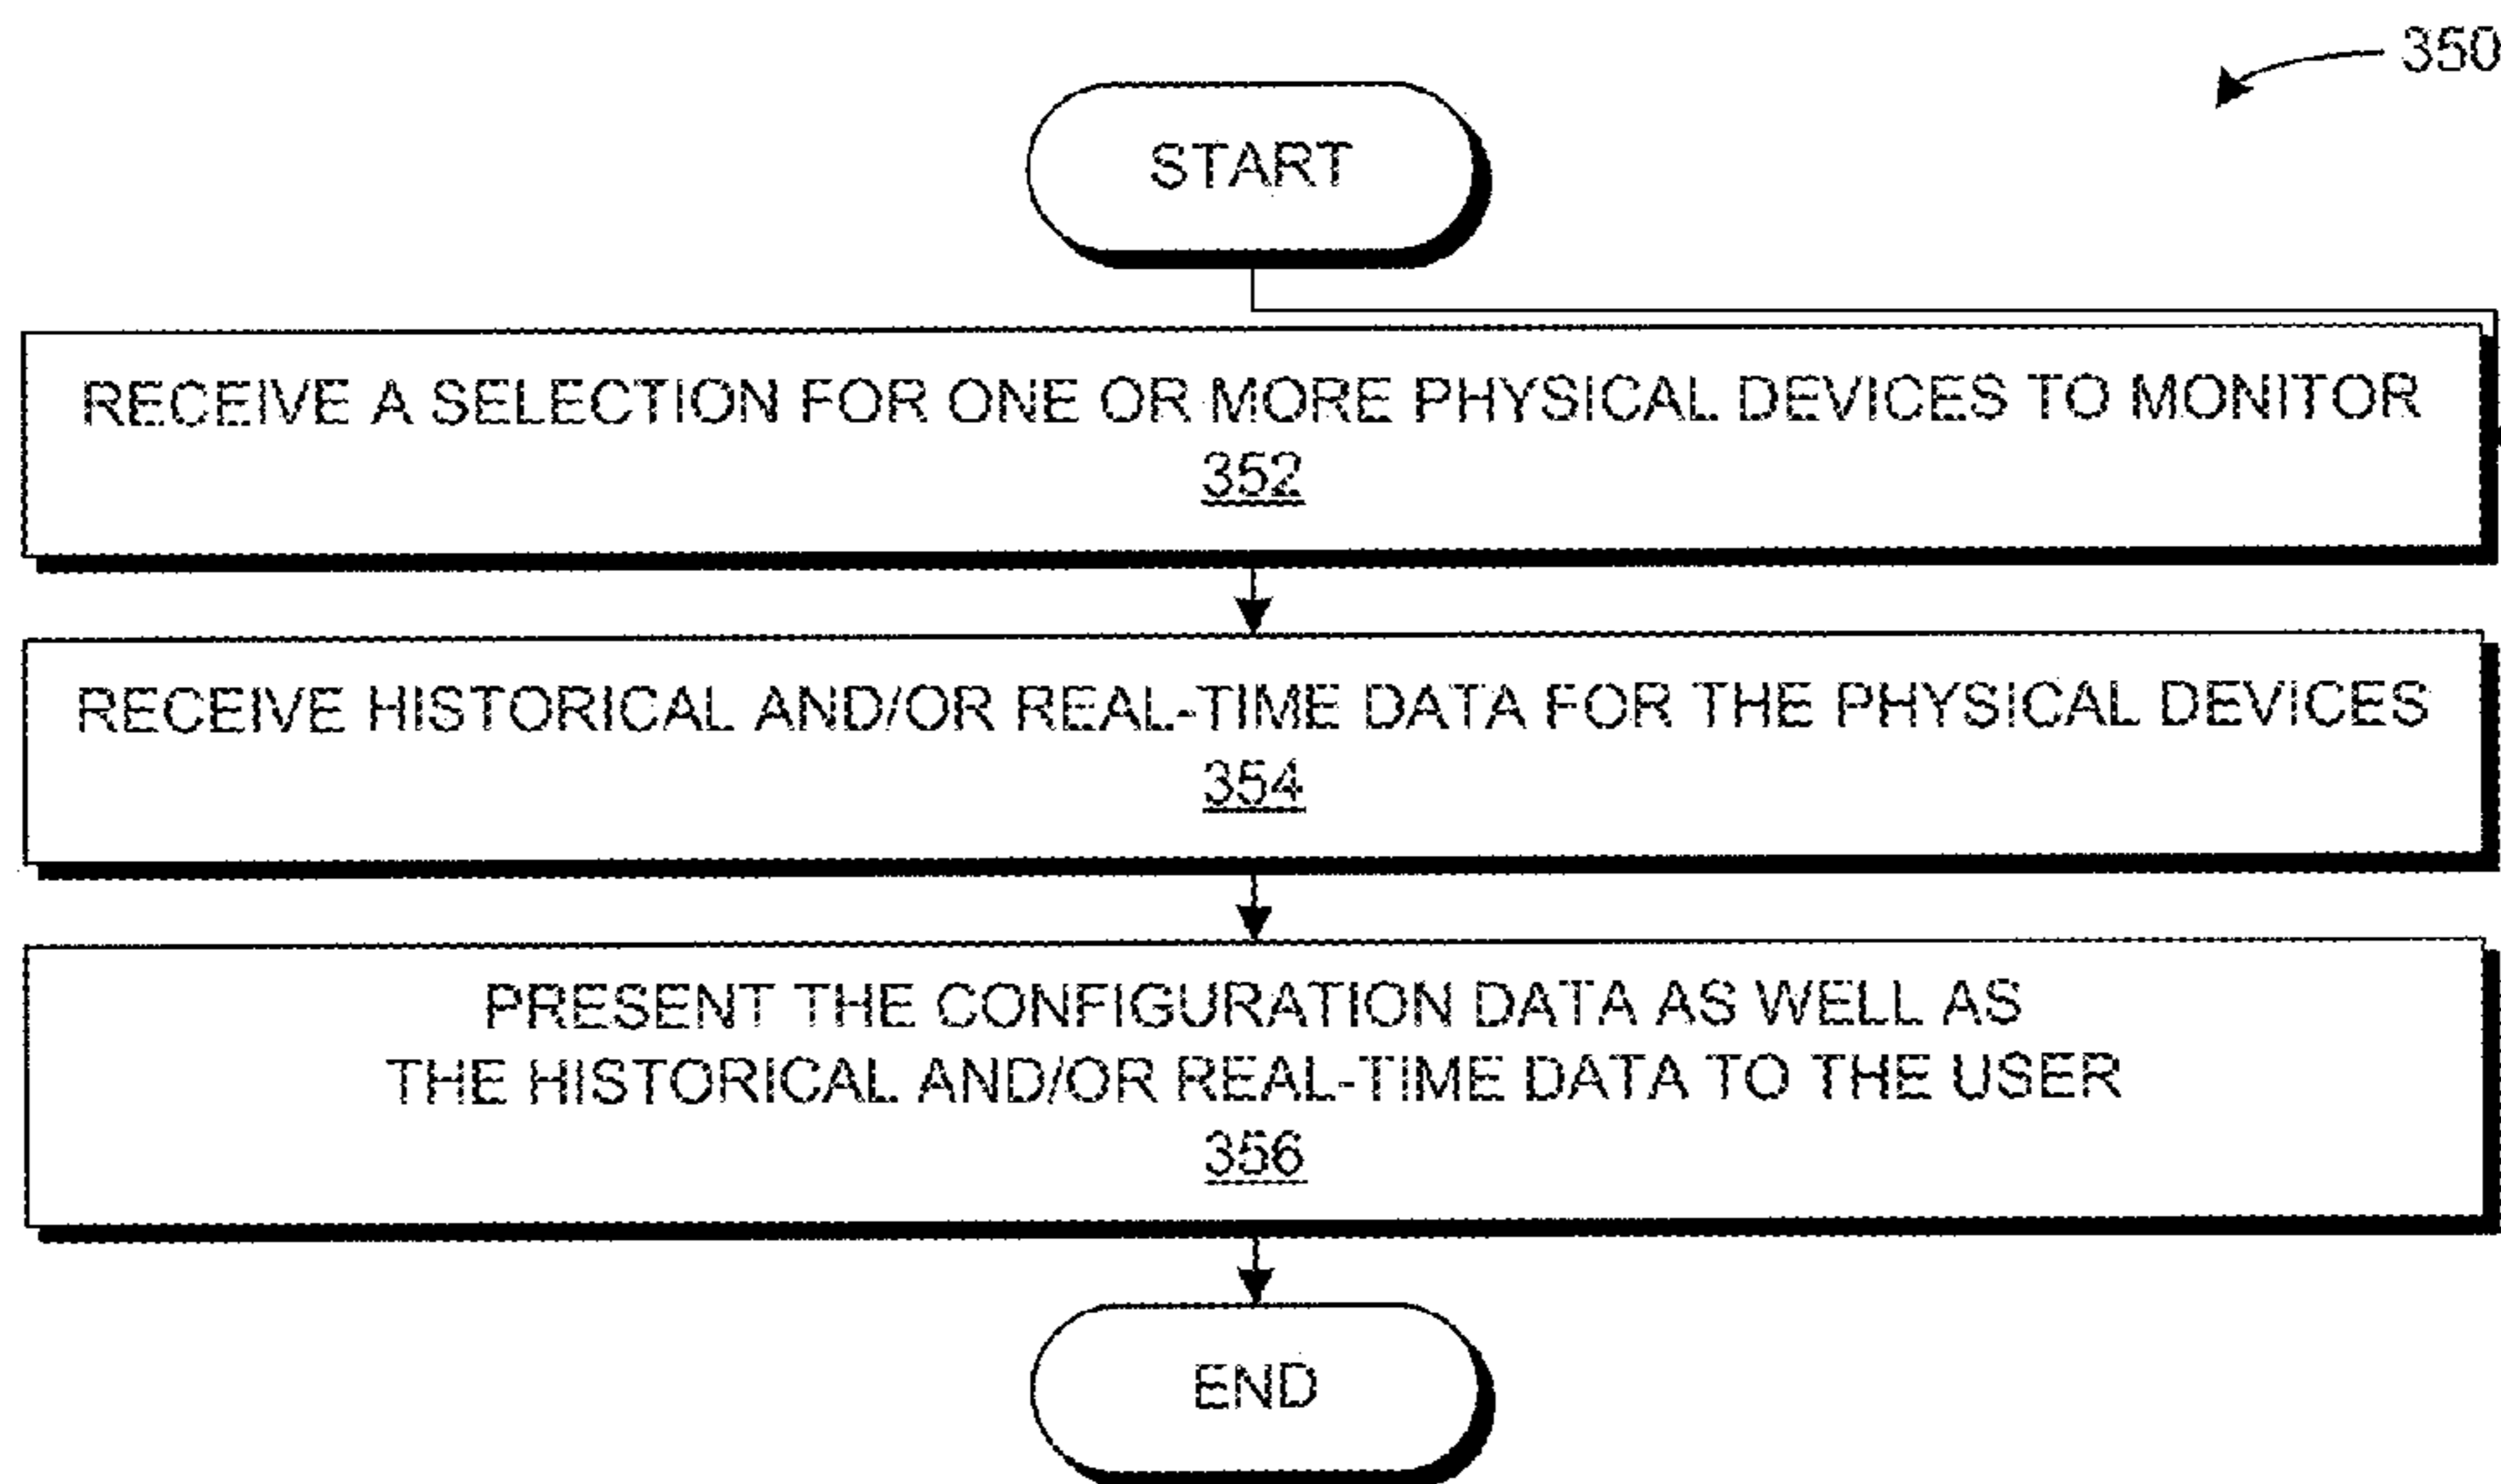 350
START
RECEIVE A SELECTION FOR ONE OR MORE PHYSICAL DEVICES TO MONITOR
352
RECEIVE HISTORICAL AND/OR REAL-TIME DATA FOR THE PHYSICAL DEVICES
354
PRESENT THE CONFIGURATION DATA AS WELL AS
THE HISTORICAL AND/OR REAL-TIME DATA TO THE USER
356
END